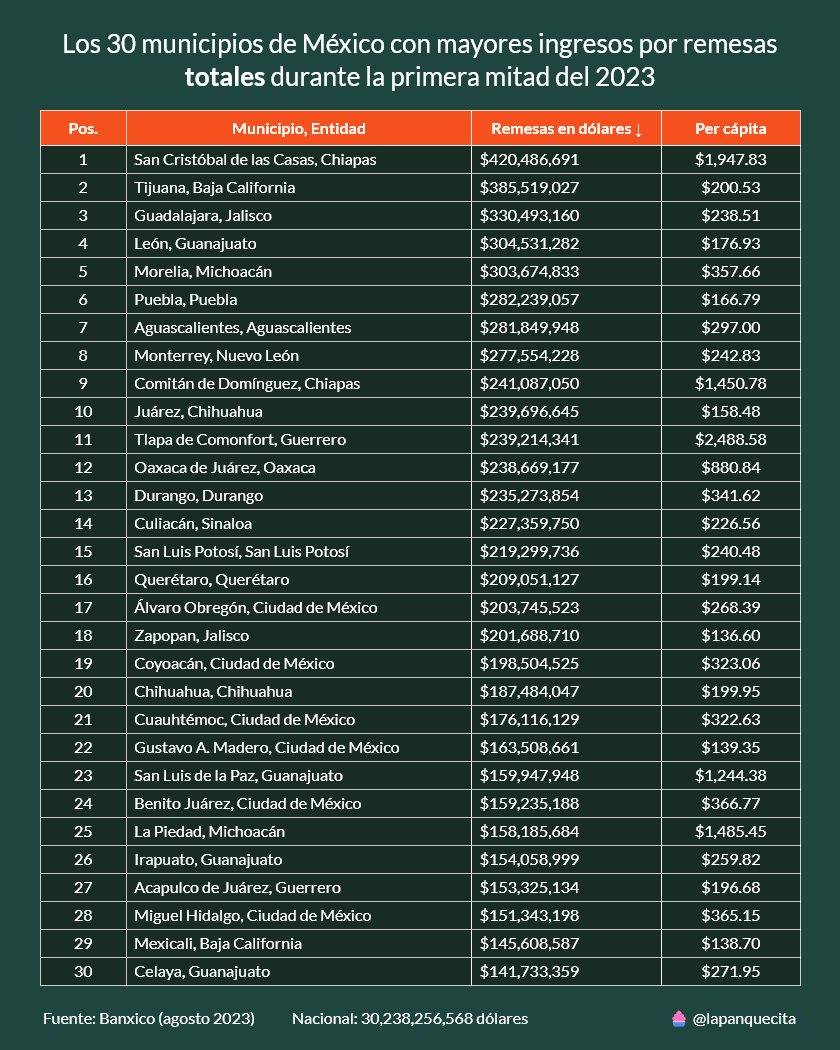 Los 30 municipios de México con mayores ingresos por remesas
totales durante la primera mitad del 2023
Pos. Municipio, Entidad Remesas en dólares ↓ Per cápita
1 San Cristóbal de las Casas, Chiapas $420,486,691 $1,947.83
2 Tijuana, Baja California $385,519,027 $200.53
3 Guadalajara, Jalisco $330,493,160 $238.51
4 León, Guanajuato $304,531,282 $176.93
5 Morelia, Michoacán $303,674,833 $357.66
6 Puebla, Puebla $282,239,057 $166.79
7 Aguascalientes, Aguascalientes $281,849,948 $297.00
8 Monterrey, Nuevo León $277,554,228 $242.83
9 Comitán de Domínguez, Chiapas $241,087,050 $1,450.78
10 Juárez, Chihuahua $239,696,645 $158.48
11 Tlapa de Comonfort, Guerrero $239,214,341 $2,488.58
12 Oaxaca de Juárez, Oaxaca $238,669,177 $880.84
13 Durango, Durango $235,273,854 $341.62
14 Culiacán, Sinaloa $227,359,750 $226.56
15 San Luis Potosí, San Luis Potosí $219,299,736 $240.48
16 Querétaro, Querétaro $209,051,127 $199.14
17 Álvaro Obregón, Ciudad de México $203,745,523 $268.39
18 Zapopan, Jalisco $201,688,710 $136.60
19 Coyoacán, Ciudad de México $198,504,525 $323.06
20 Chihuahua, Chihuahua $187,484,047 $199.95
21 Cuauhtémoc, Ciudad de México $176,116,129 $322.63
22 Gustavo A. Madero, Ciudad de México $163,508,661 $139.35
23 San Luis de la Paz, Guanajuato $159,947,948 $1,244.38
24 Benito Juárez, Ciudad de México $159,235,188 $366.77
25 La Piedad, Michoacán $158,185,684 $1,485.45
26 Irapuato, Guanajuato $154,058,999 $259.82
27 Acapulco de Juárez, Guerrero $153,325,134 $196.68
28 Miguel Hidalgo, Ciudad de México $151,343,198 $365.15
29 Mexicali, Baja California $145,608,587 $138.70
30 Celaya, Guanajuato $141,733,359 $271.95
Fuente: Banxico (agosto 2023) Nacional: 30,238,256,568 dólares @lapanquecita